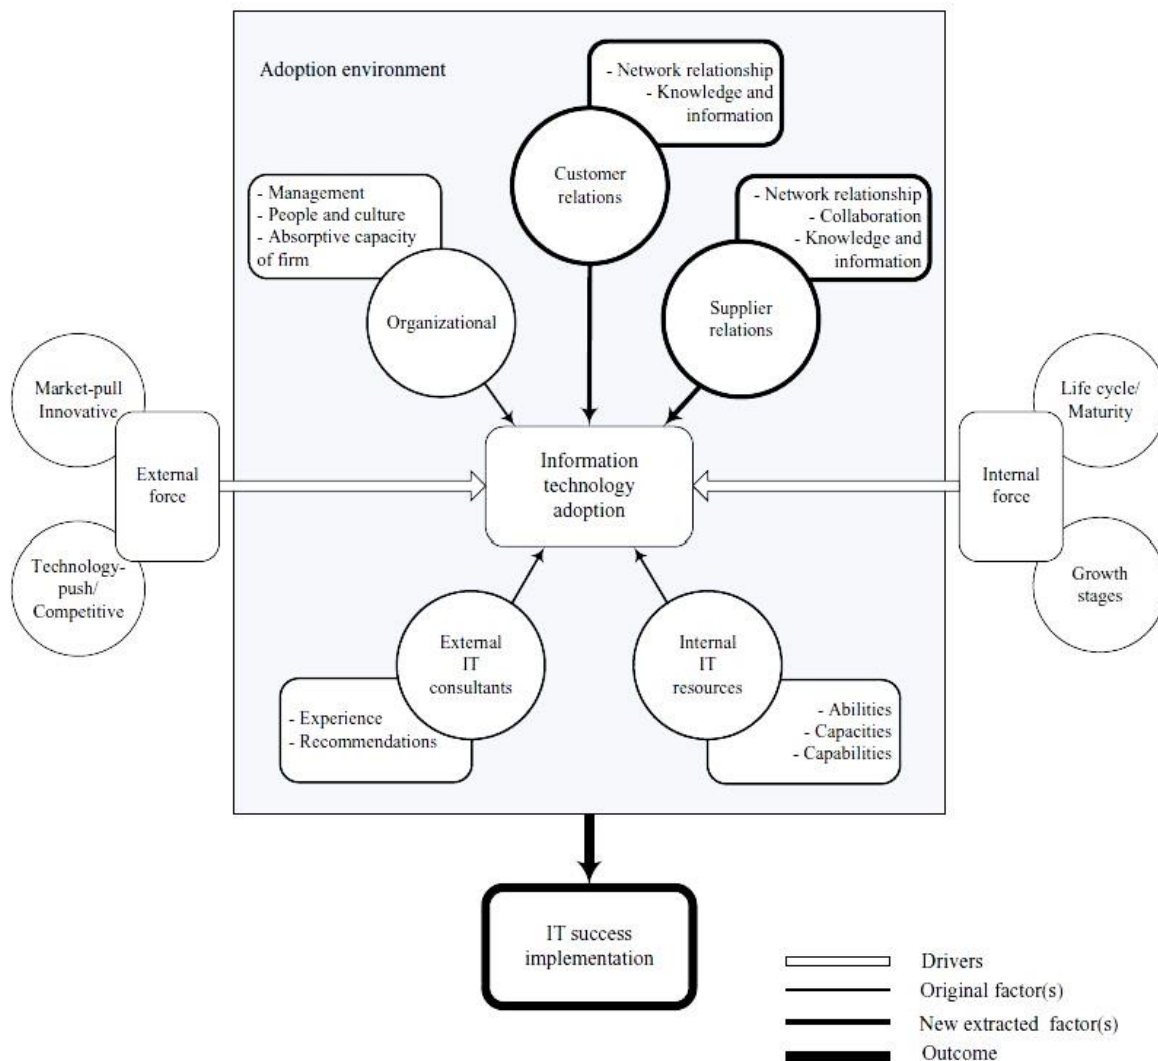 Adoption environment
- Network relationship
- Knowledge and
information
Customer
relations
- Management
- People and culture
- Absorptive capacity
of firm
Organizational
- Network relationship
- Collaboration
- Knowledge and
information
Supplier
relations
Market-pull
Innovative
External
force
Technology-
push/
Competitive
Information
technology
adoption
Life cycle/
Maturity
Internal
force
Growth
stages
External
IT
consultants
- Experience
- Recommendations
Internal
IT
resources
- Abilities
- Capacities
- Capabilities
IT success
implementation
Drivers
Original factor(s)
New extracted factor(s)
Outcome